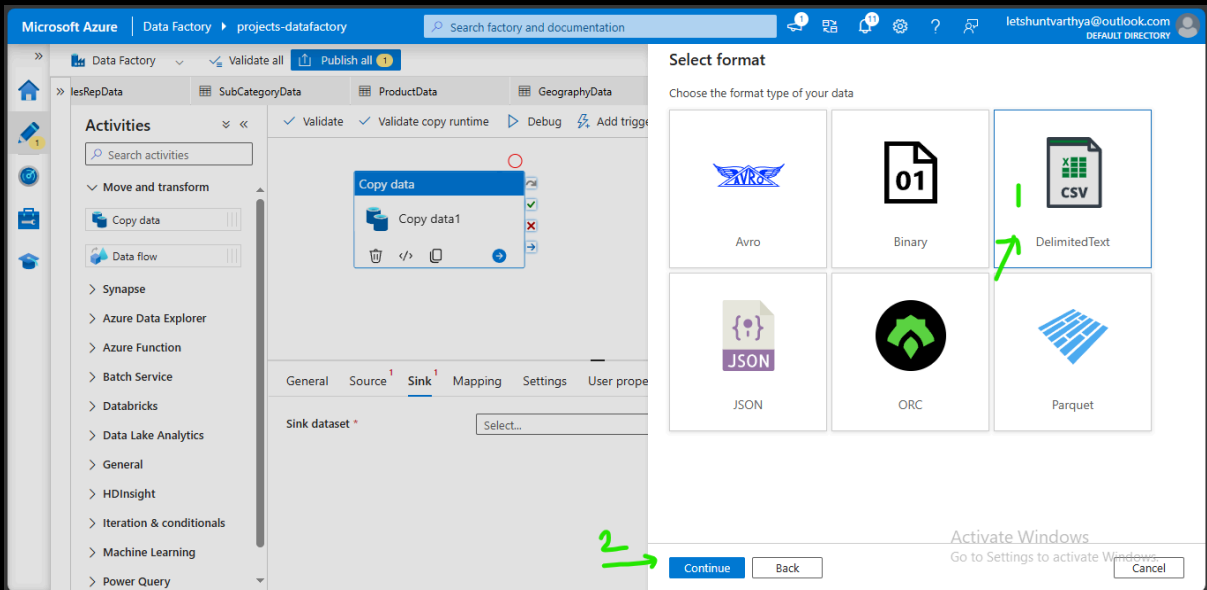 Microsoft Azure Data Factory projects-datafactory Search factory and documentation 1 11 letshuntvarthya@outlook.com
DEFAULT DIRECTORY
Data Factory Validate all Publish all 1
lesRepData SubCategoryData ProductData GeographyData
Activities
Search activities
Move and transform
Copy data
Data flow
Synapse
Azure Data Explorer
Azure Function
Batch Service
Databricks
Data Lake Analytics
General
HDInsight
Iteration & conditionals
Machine Learning
Power Query
1
Validate Validate copy runtime Debug Add trigge
Copy data
Copy data1
General Source 1 Sink 1 Mapping Settings User prope
Sink dataset *
Select...
Select format
Choose the format type of your data
AVRO
Avro
01
Binary
CSV
DelimitedText
1
{:}
JSON
JSON
ORC
Parquet
2
Continue Back Cancel
Activate Windows
Go to Settings to activate Windows.